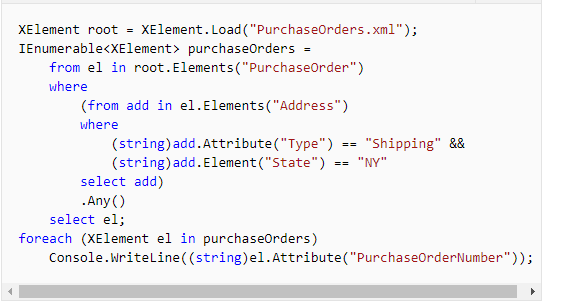 XElement root = XElement.Load("PurchaseOrders.xml");
IEnumerable<XElement> purchaseOrders =
    from el in root.Elements("PurchaseOrder")
    where
        (from add in el.Elements("Address")
        where
            (string)add.Attribute("Type") == "Shipping" &&
            (string)add.Element("State") == "NY"
        select add)
        .Any()
    select el;
foreach (XElement el in purchaseOrders)
    Console.WriteLine((string)el.Attribute("PurchaseOrderNumber"));